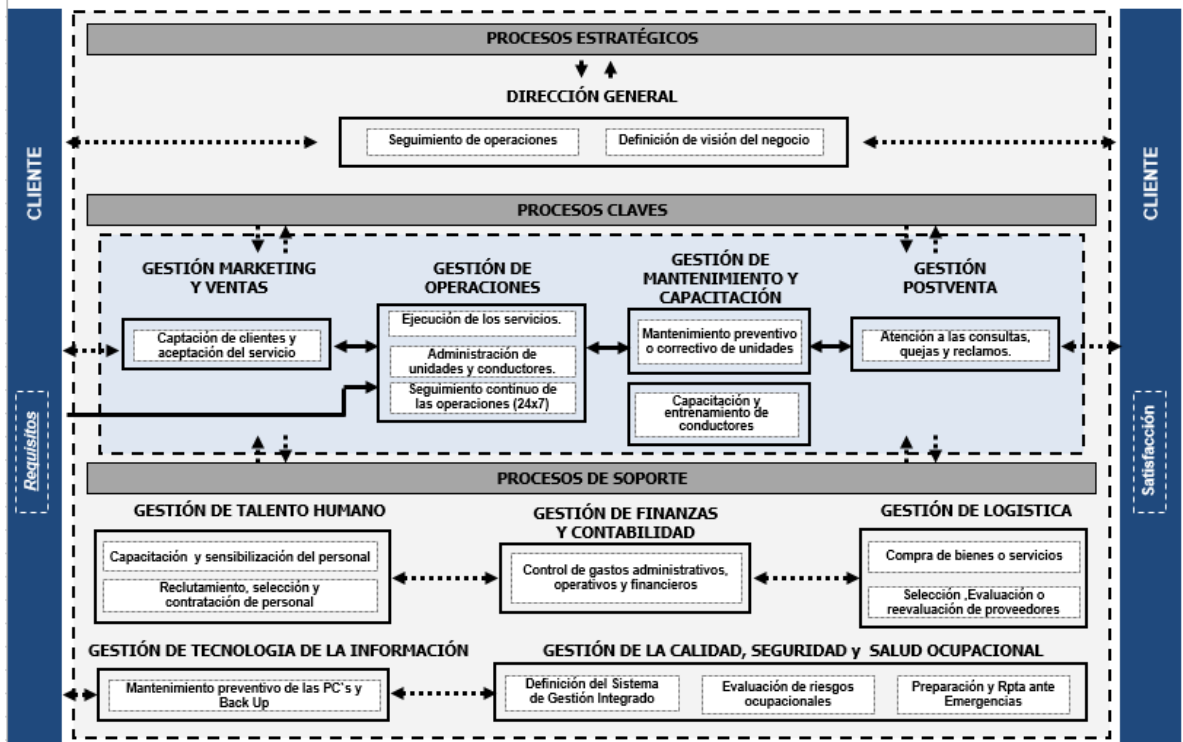 PROCESOS ESTRATÉGICOS
DIRECCIÓN GENERAL
Seguimiento de operaciones
Definición de visión del negocio
CLIENTE
Requisitos
PROCESOS CLAVES
GESTIÓN MARKETING
Y VENTAS
Captación de clientes y
aceptación del servicio
GESTIÓN DE
OPERACIONES
Ejecución de los servicios.
Administración de
unidades y conductores.
Seguimiento continuo de
las operaciones (24x7)
GESTIÓN DE
MANTENIMIENTO Y
CAPACITACIÓN
Mantenimiento preventivo
o correctivo de unidades
Capacitación y
entrenamiento de
conductores
GESTIÓN
POSTVENTA
Atención a las consultas,
quejas y reclamos.
CLIENTE
Satisfacción
PROCESOS DE SOPORTE
GESTIÓN DE TALENTO HUMANO
Capacitación y sensibilización del personal
Reclutamiento, selección y
contratación de personal
GESTIÓN DE FINANZAS
Y CONTABILIDAD
Control de gastos administrativos,
operativos y financieros
GESTIÓN DE LOGISTICA
Compra de bienes o servicios
Selección ,Evaluación o
reevaluación de proveedores
GESTIÓN DE TECNOLOGIA DE LA INFORMACIÓN
Mantenimiento preventivo de las PC`s y
Back Up
GESTIÓN DE LA CALIDAD, SEGURIDAD y SALUD OCUPACIONAL
Definición del Sistema
de Gestión Integrado
Evaluación de riesgos
ocupacionales
Preparación y Rpta ante
Emergencias